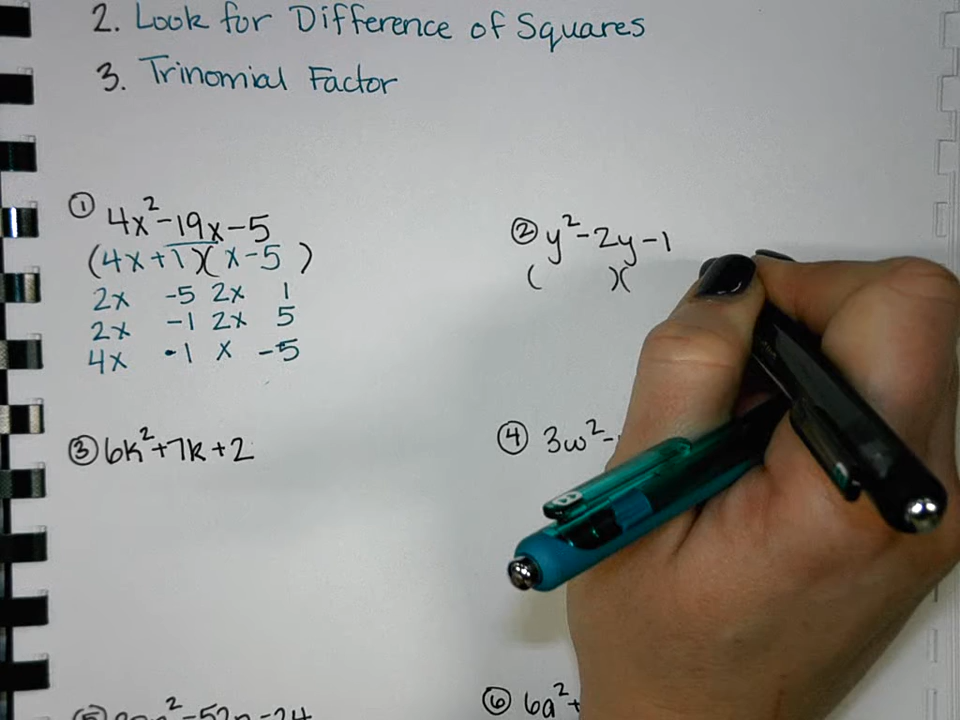 2. Look for Difference of Squares
3. Trinomial Factor
① 4x²-19x-5
(4x+1)(x-5)
2x -5 2x 1
2x -1 2x 5
4x -1 x -5
② y²-2y-1
( )(
③ 6k²+7k+2
④ 3w²-
-52n-24
⑥ 6a²+